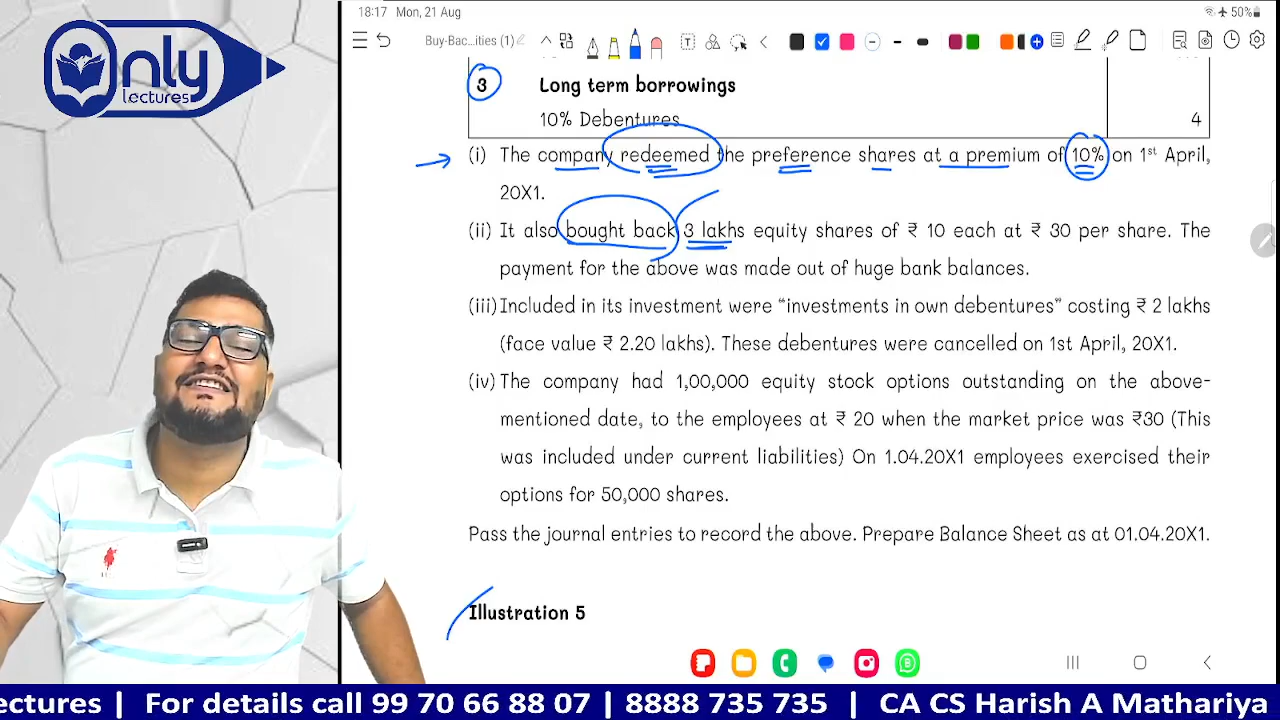 18:17 Mon, 21 Aug
50%
Only
lectures
Buy-Bac...ities (1)
3 Long term borrowings
10% Debentures 4
(i) The company redeemed the preference shares at a premium of 10% on 1st April,
20X1.
(ii) It also bought back 3 lakhs equity shares of ₹ 10 each at ₹ 30 per share. The
payment for the above was made out of huge bank balances.
(iii) Included in its investment were “investments in own debentures” costing ₹ 2 lakhs
(face value ₹ 2.20 lakhs). These debentures were cancelled on 1st April, 20X1.
(iv) The company had 1,00,000 equity stock options outstanding on the above-
mentioned date, to the employees at ₹ 20 when the market price was ₹30 (This
was included under current liabilities) On 1.04.20X1 employees exercised their
options for 50,000 shares.
Pass the journal entries to record the above. Prepare Balance Sheet as at 01.04.20X1.
Illustration 5
ectures | For details call 99 70 66 88 07 | 8888 735 735 | CA CS Harish A Mathariya